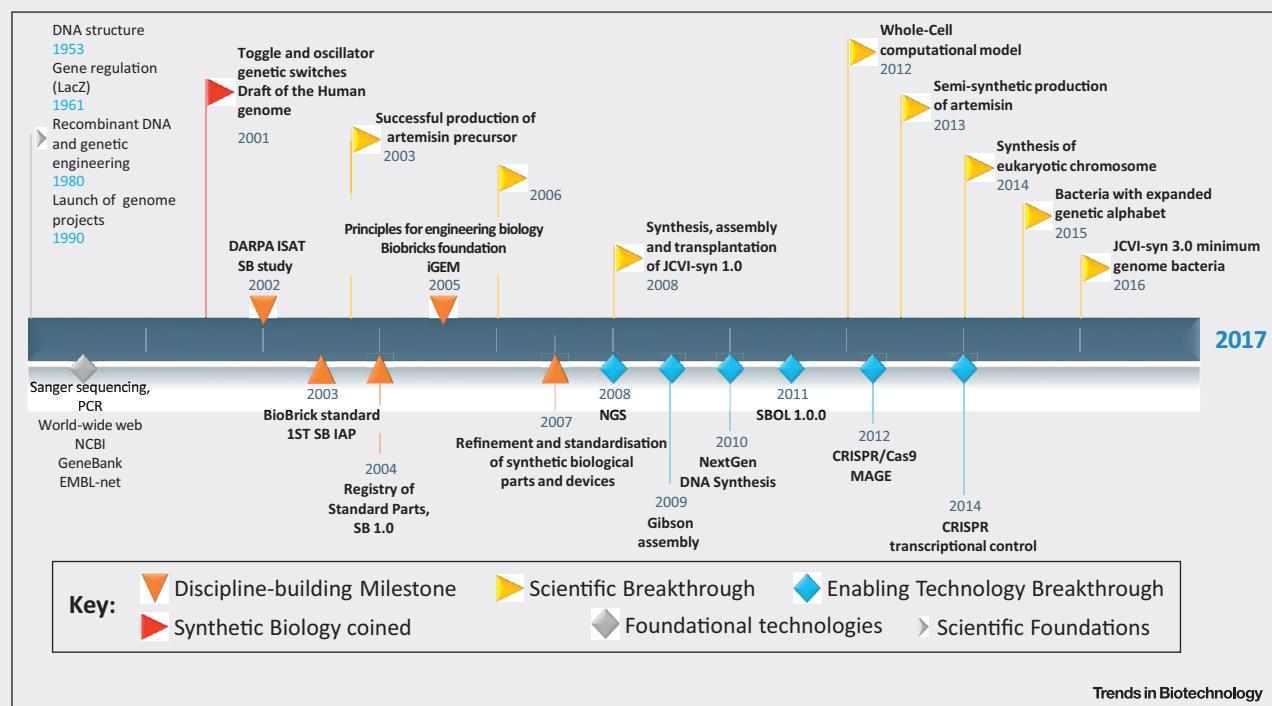 DNA structure
1953
Gene regulation
(LacZ)
1961
Recombinant DNA
and genetic
engineering
1980
Launch of genome
projects
1990
Toggle and oscillator
genetic switches
Draft of the Human
genome
2001
DARPA ISAT
SB study
2002
Successful production of
artemisin precursor
2003
Principles for engineering biology
Biobricks foundation
iGEM
2005
2006
Synthesis, assembly
and transplantation
of JCVI-syn 1.0
2008
Whole-Cell
computational model
2012
Semi-synthetic production
of artemisin
2013
Synthesis of
eukaryotic chromosome
2014
Bacteria with expanded
genetic alphabet
2015
JCVI-syn 3.0 minimum
genome bacteria
2016
2017
Sanger sequencing,
PCR
World-wide web
NCBI
GeneBank
EMBL-net
2003
BioBrick standard
1ST SB IAP
2004
Registry of
Standard Parts,
SB 1.0
2007
Refinement and standardisation
of synthetic biological
parts and devices
2008
NGS
2009
Gibson
assembly
2010
NextGen
DNA Synthesis
2011
SBOL 1.0.0
2012
CRISPR/Cas9
MAGE
2014
CRISPR
transcriptional control
Key:
Discipline-building Milestone
Scientific Breakthrough
Enabling Technology Breakthrough
Synthetic Biology coined
Foundational technologies
Scientific Foundations
Trends in Biotechnology